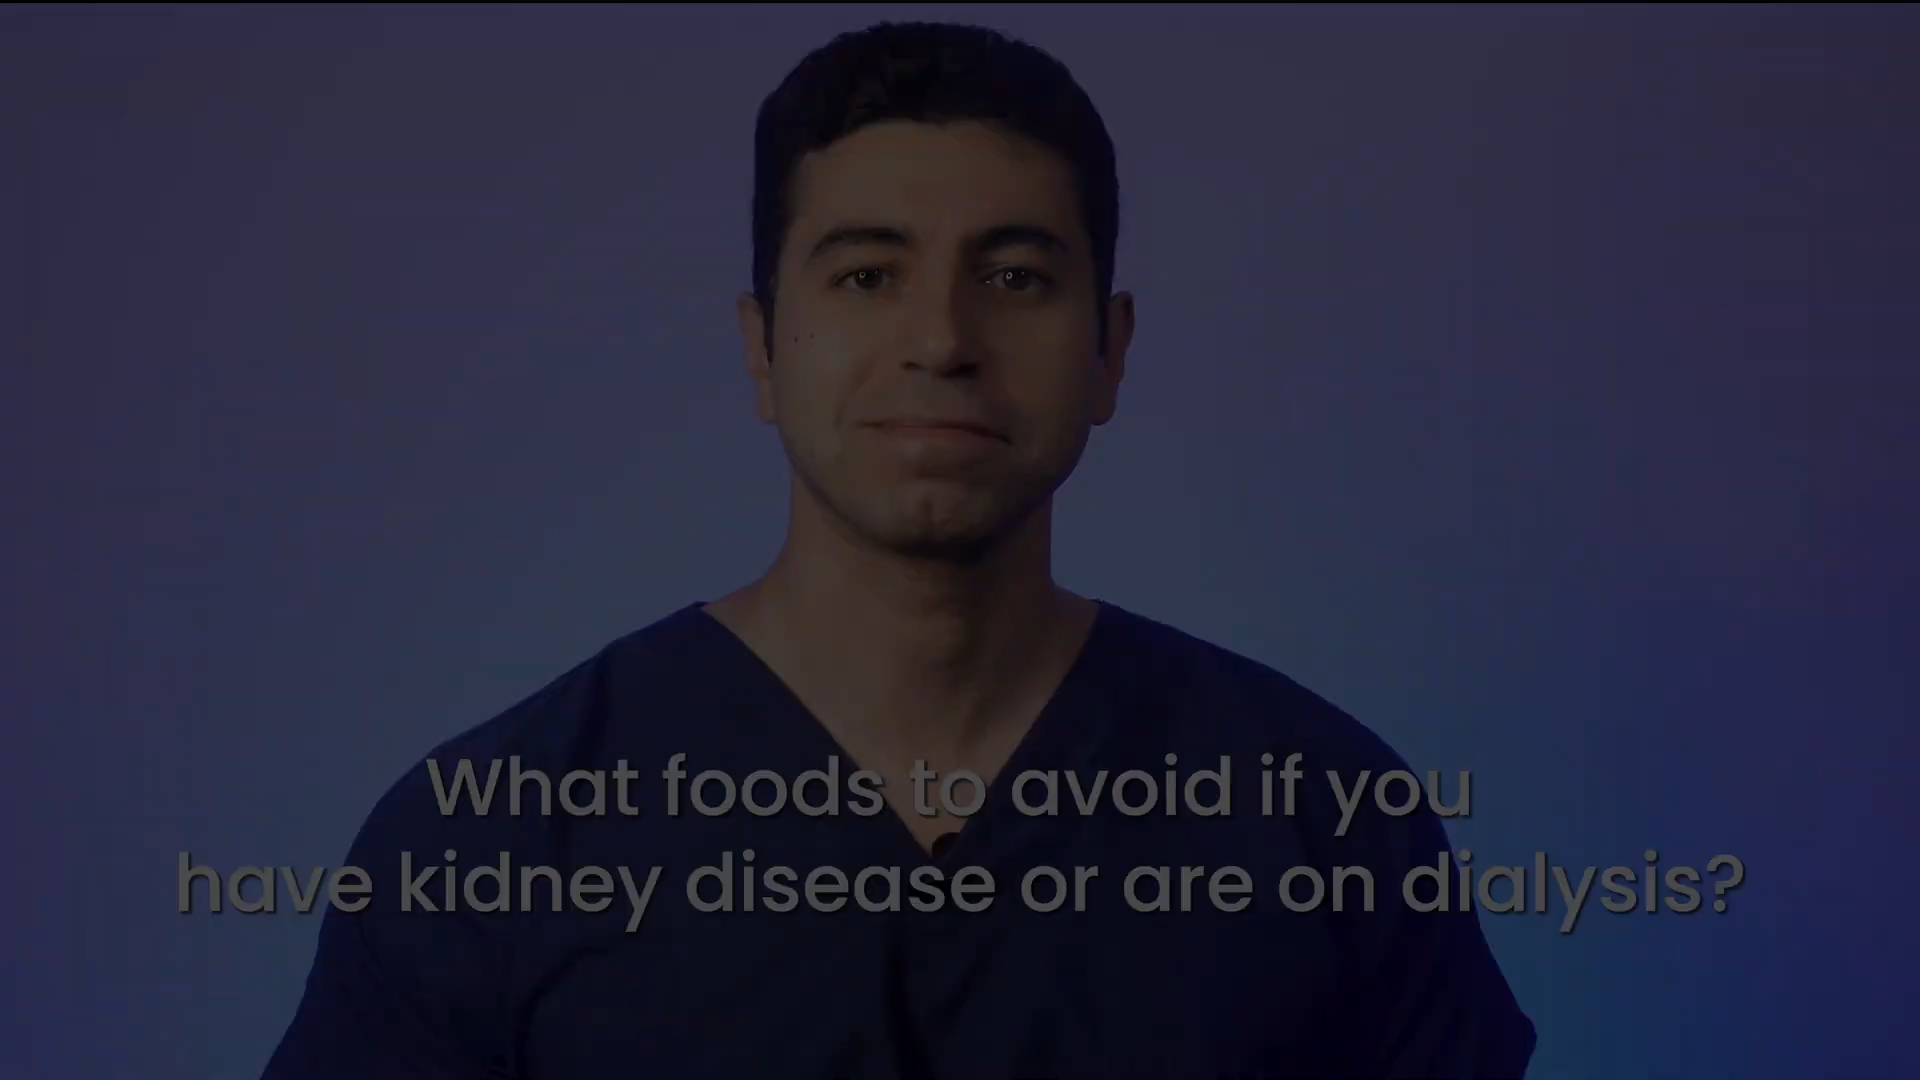 What foods to avoid if you
have kidney disease or are on dialysis?